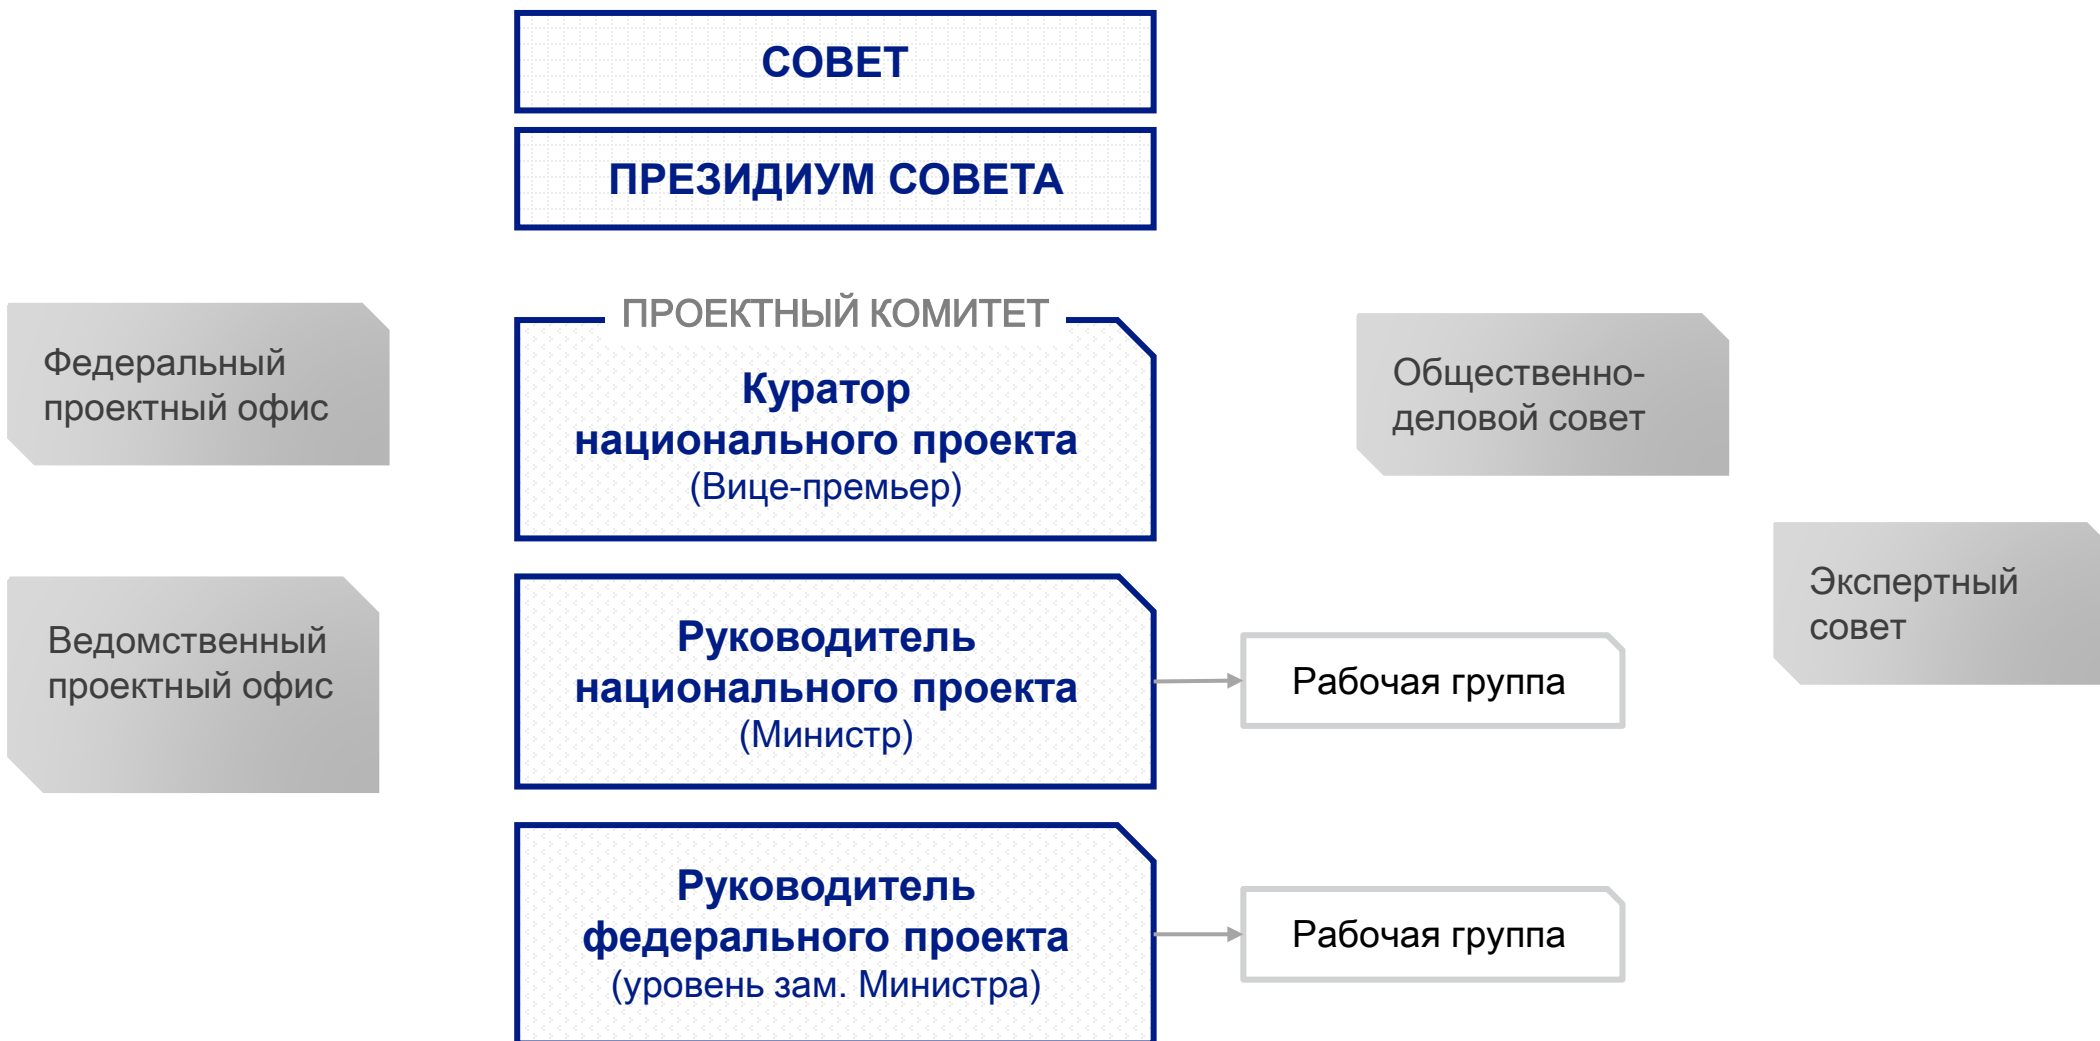 СОВЕТ
ПРЕЗИДИУМ СОВЕТА
ПРОЕКТНЫЙ КОМИТЕТ
Куратор
национального проекта
(Вице-премьер)
Федеральный
проектный офис
Общественно-
деловой совет
Экспертный
совет
Ведомственный
проектный офис
Руководитель
национального проекта
(Министр)
Рабочая группа
Руководитель
федерального проекта
(уровень зам. Министра)
Рабочая группа